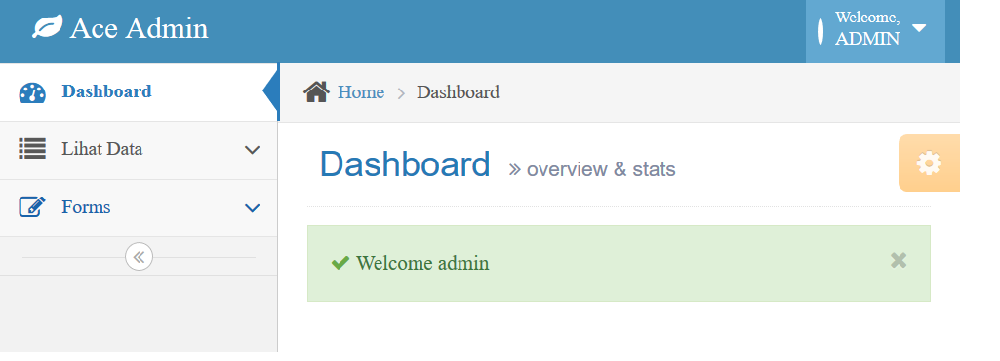 Ace Admin
Welcome,
ADMIN
Dashboard
Lihat Data
Forms
Home > Dashboard
Dashboard » overview & stats
Welcome admin